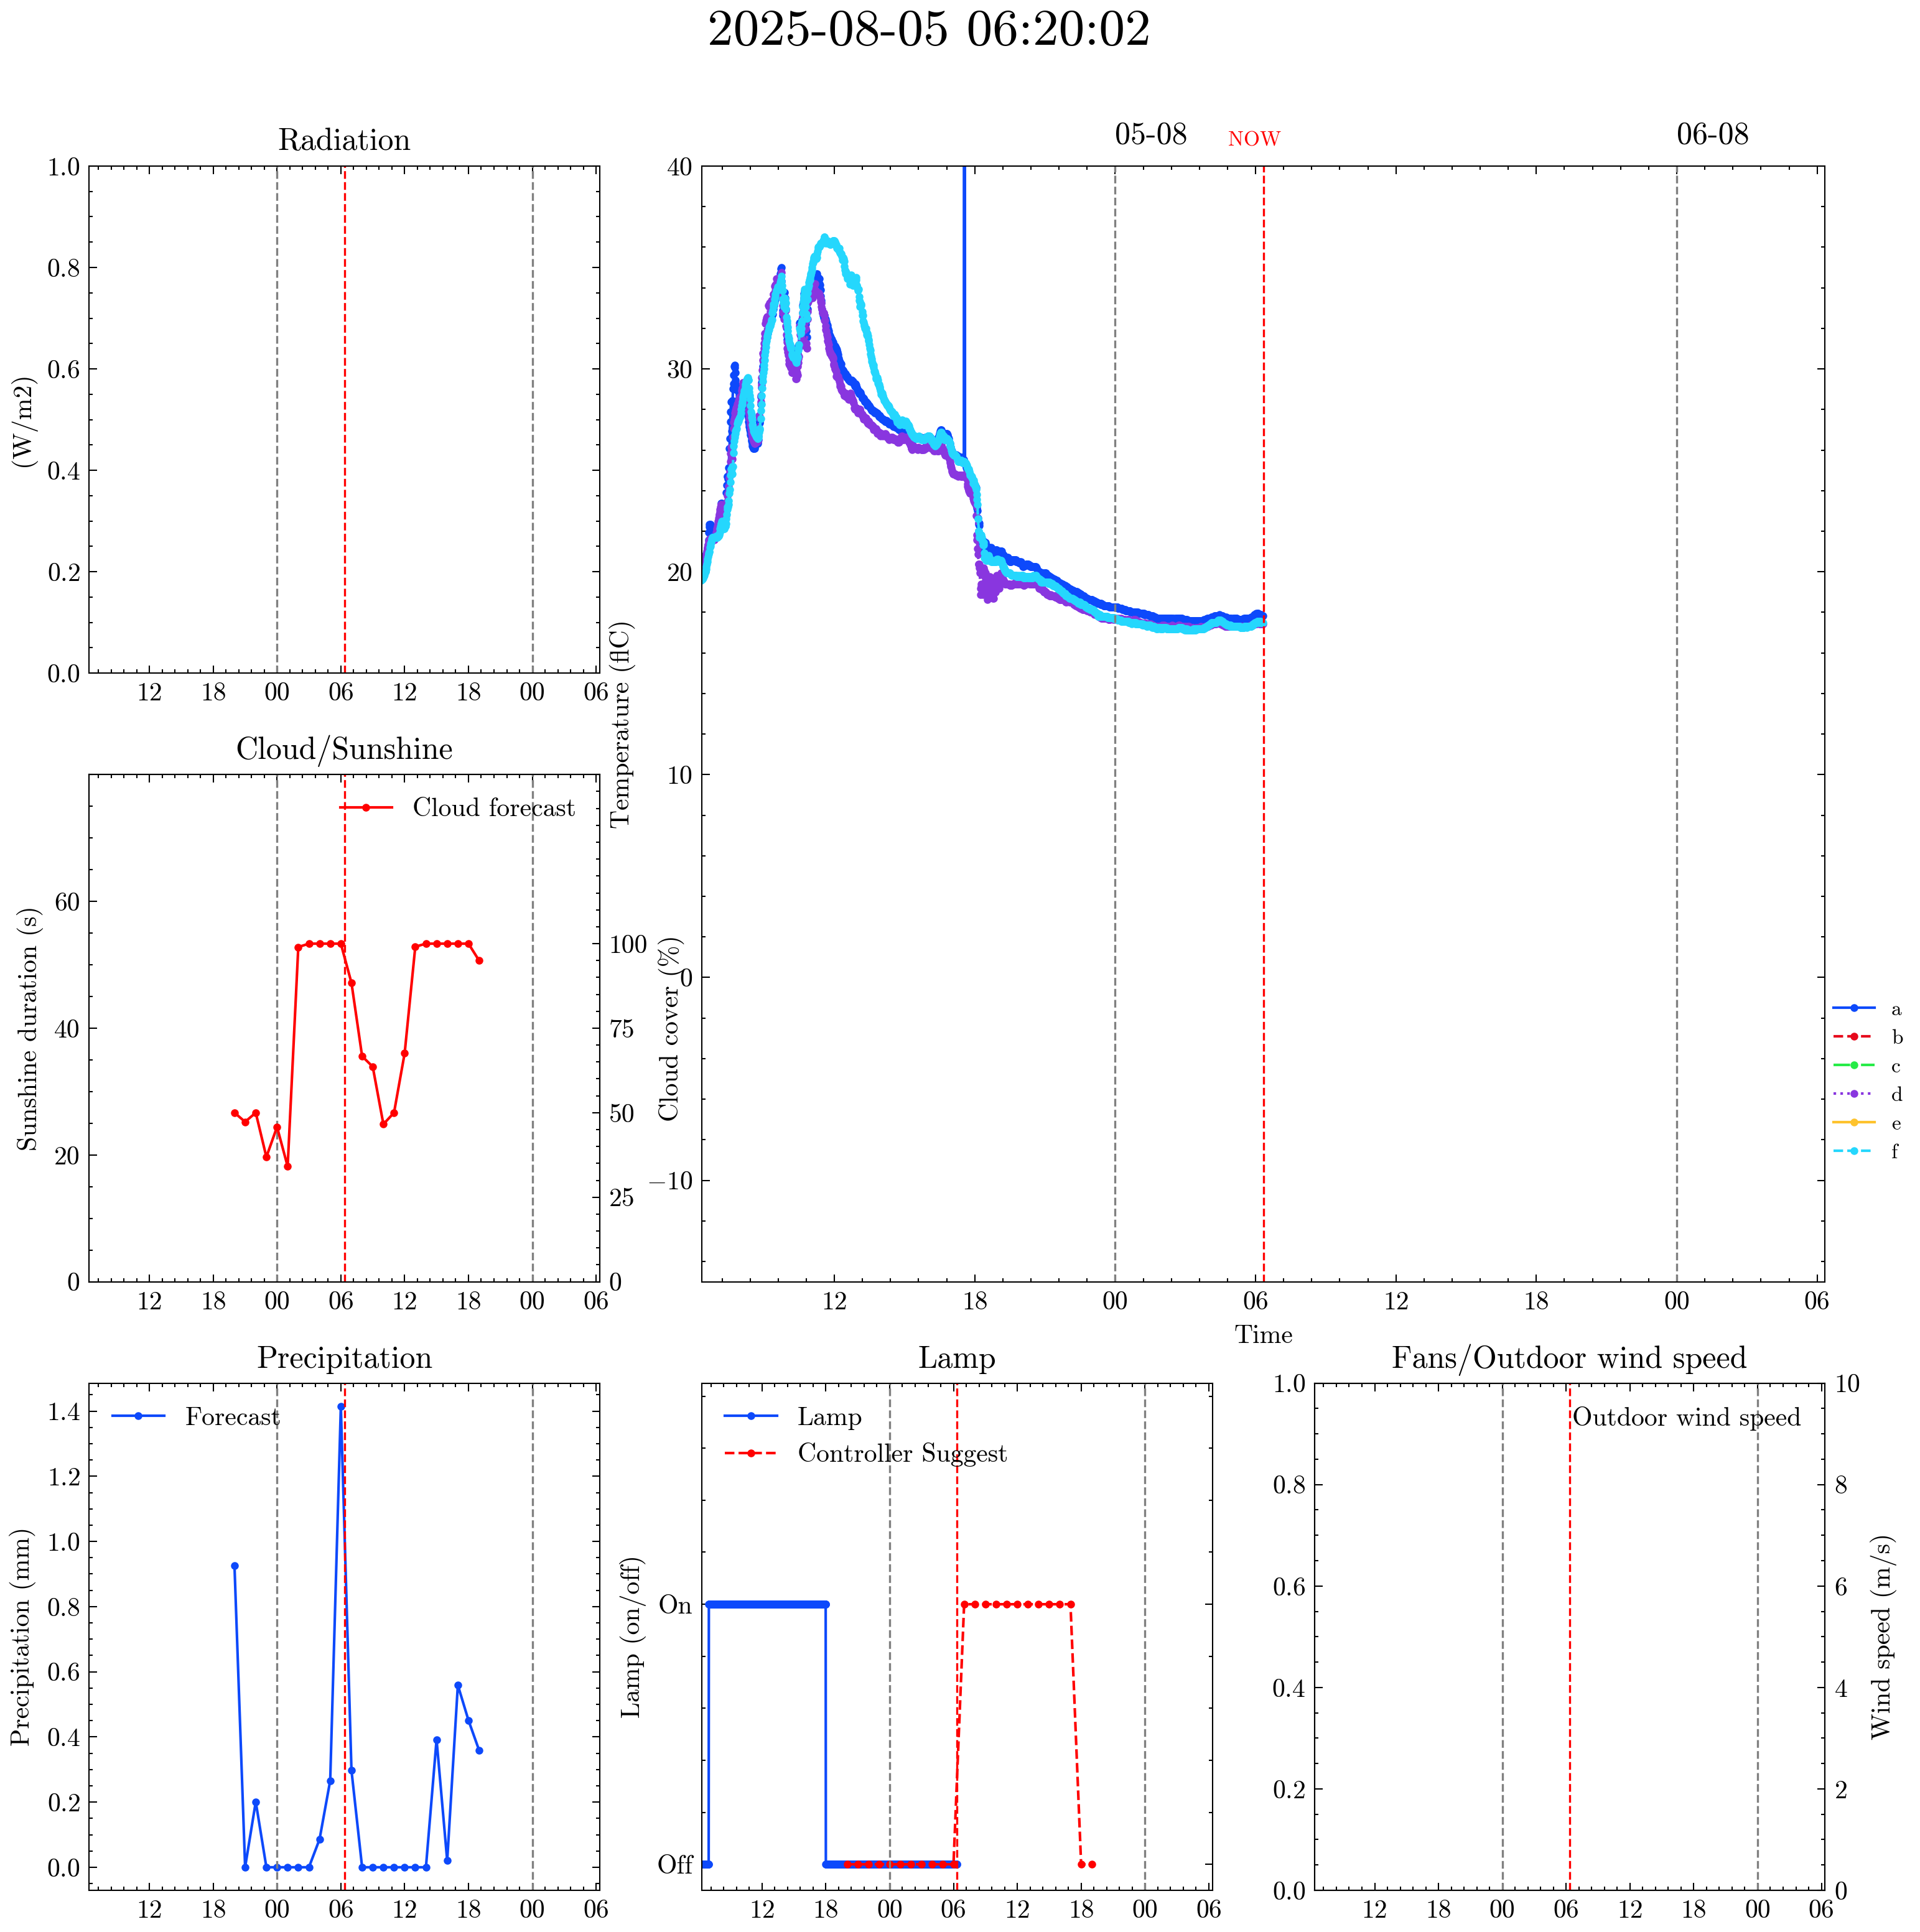 2025-08-05 06:20:02
Radiation
(W/m2)
1.0
0.8
0.6
0.4
0.2
0.0
12 18 00 06 12 18 00 06
05-08
NOW
06-08
Temperature (flC)
40
30
20
10
0
−10
12 18 00 06 12 18 00 06
Time
a
b
c
d
e
f
Cloud/Sunshine
Cloud forecast
Sunshine duration (s)
60
40
20
0
Cloud cover (%)
100
75
50
25
0
12 18 00 06 12 18 00 06
Precipitation
Forecast
Precipitation (mm)
1.4
1.2
1.0
0.8
0.6
0.4
0.2
0.0
12 18 00 06 12 18 00 06
Lamp
Lamp
Controller Suggest
Lamp (on/off)
On
Off
12 18 00 06 12 18 00 06
Fans/Outdoor wind speed
Outdoor wind speed
1.0
0.8
0.6
0.4
0.2
0.0
10
8
6
4
2
0
Wind speed (m/s)
12 18 00 06 12 18 00 06